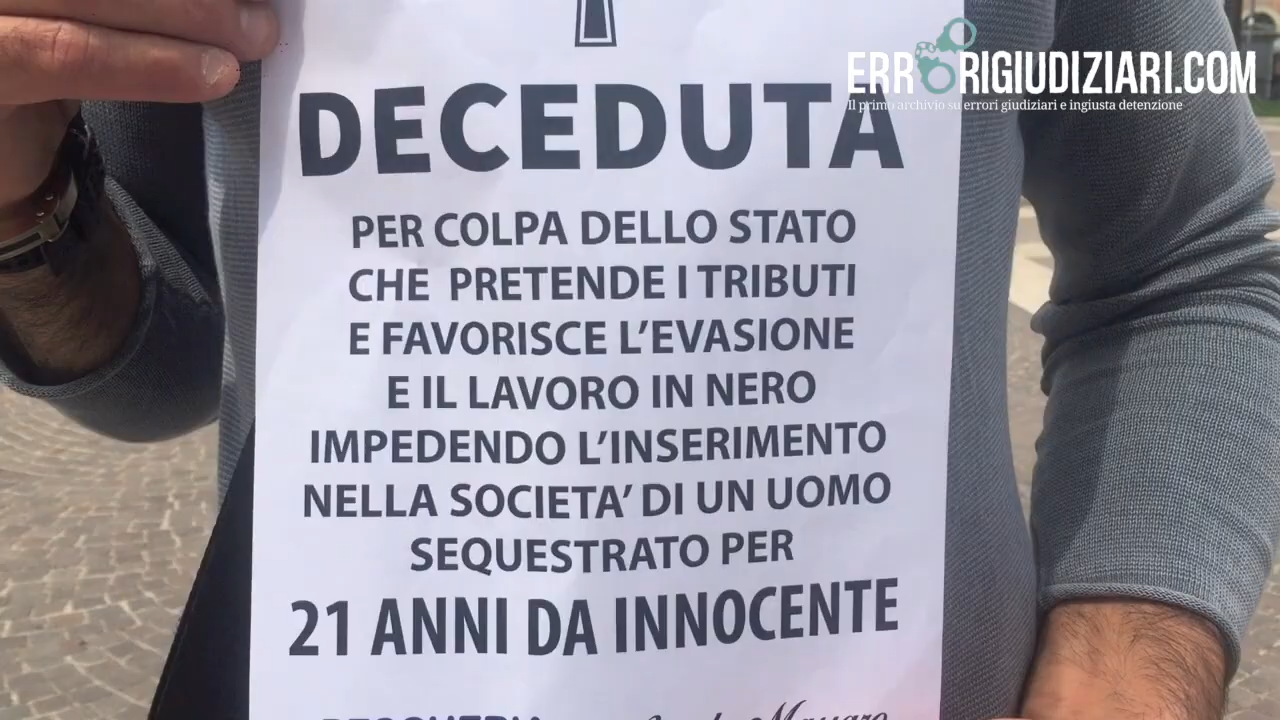 ERRORIGIUDIZIARI.COM
Il primo archivio su errori giudiziari e ingiusta detenzione
DECEDUTA
PER COLPA DELLO STATO
CHE PRETENDE I TRIBUTI
E FAVORISCE L'EVASIONE
E IL LAVORO IN NERO
IMPEDENDO L'INSERIMENTO
NELLA SOCIETA' DI UN UOMO
SEQUESTRATO PER
21 ANNI DA INNOCENTE